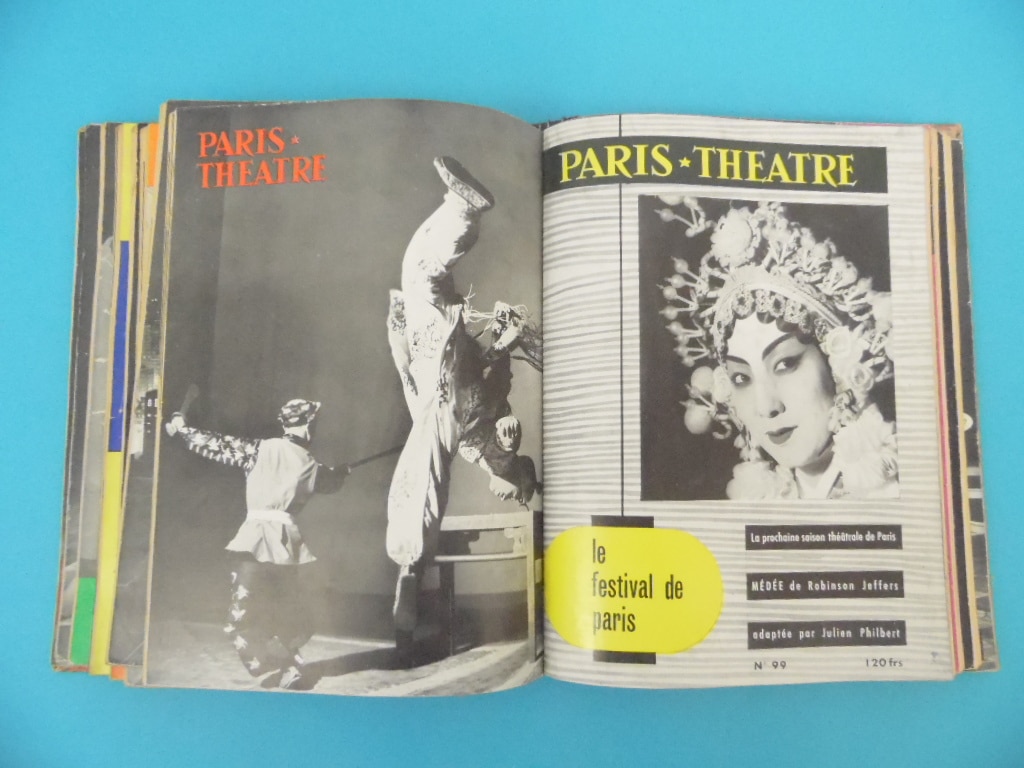 PARIS ★
THEATRE
PARIS ★ THEATRE
le
festival de
paris
La prochaine saison théâtrale de Paris
MÉDÉE de Robinson Jeffers
adaptée par Julien Philbert
N° 99 120 frs